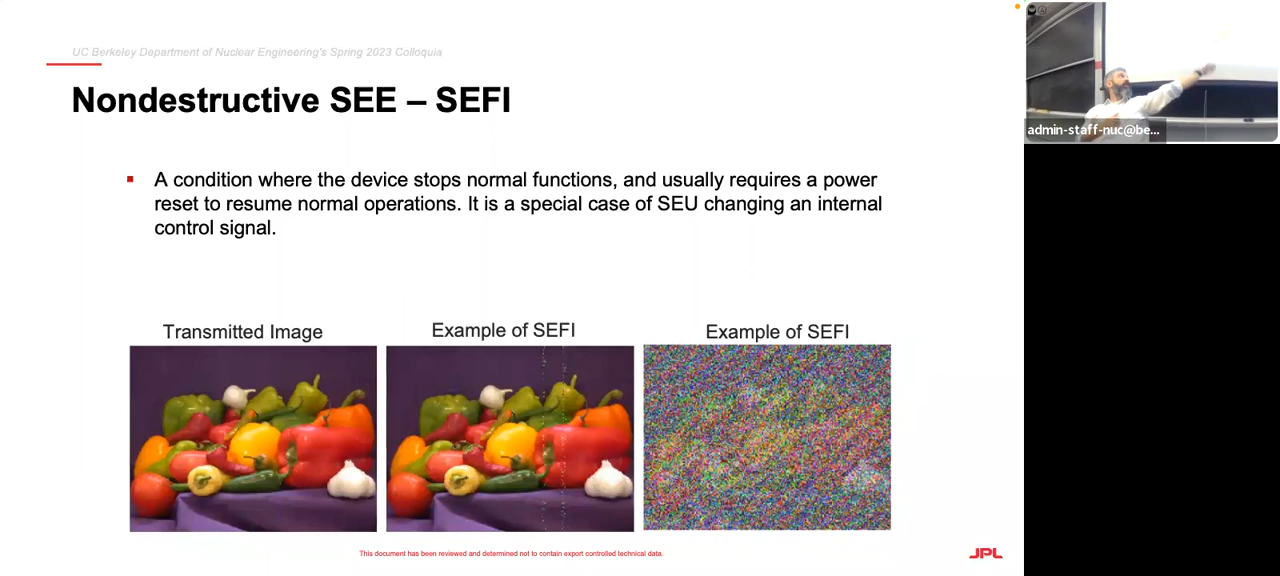 UC Berkeley Department of Nuclear Engineering's Spring 2023 Colloquia
Nondestructive SEE – SEFI
A condition where the device stops normal functions, and usually requires a power
reset to resume normal operations. It is a special case of SEU changing an internal
control signal.
Transmitted Image
Example of SEFI
Example of SEFI
This document has been reviewed and determined not to contain export controlled technical data.
JPL
admin-staff-nuc@be...